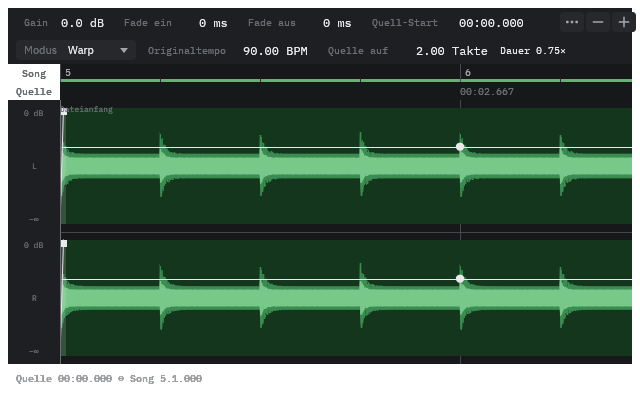 Gain 0.0 dB Fade ein 0 ms Fade aus 0 ms Quell-Start 00:00.000
Modus Warp Originaltempo 90.00 BPM Quelle auf 2.00 Takte Dauer 0.75×
Song 5 6
Quelle 00:02.667
Dateianfang
0 dB
L
−∞
0 dB
R
−∞
Quelle 00:00.000 ⊖ Song 5.1.000